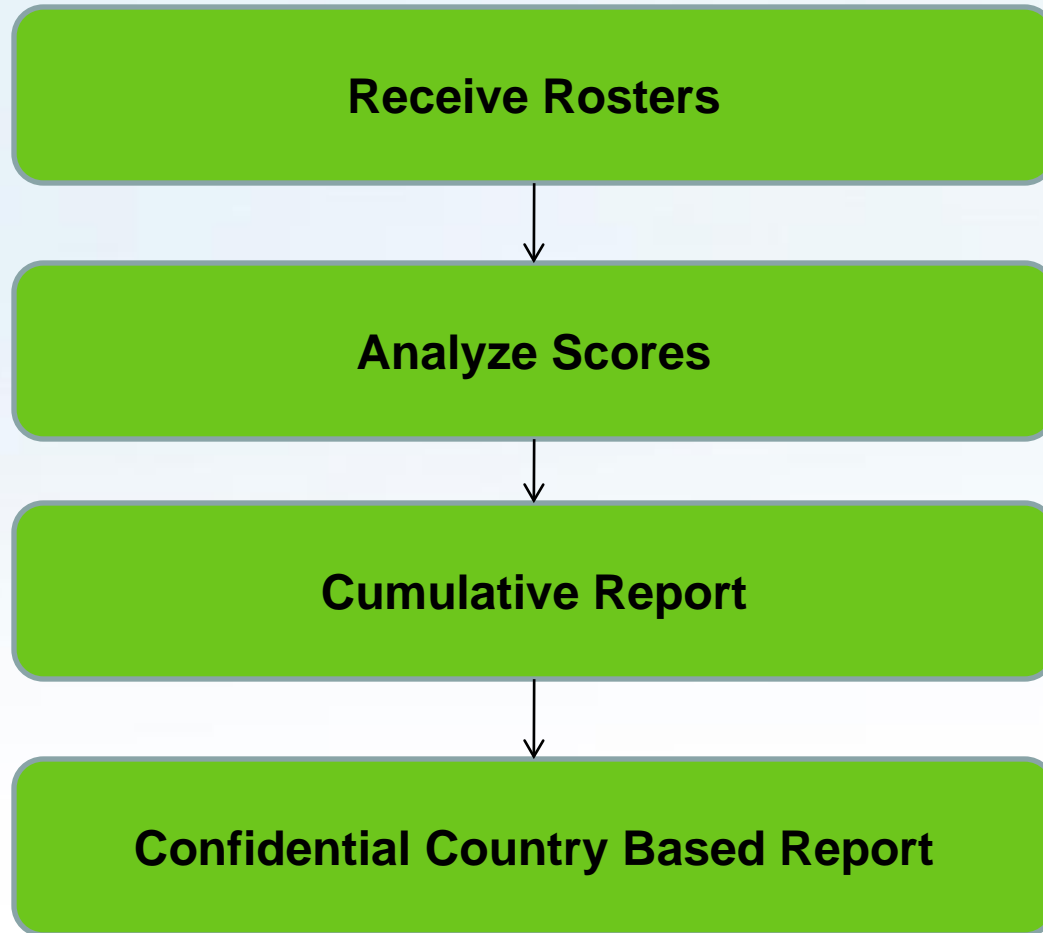 Receive Rosters
Analyze Scores
Cumulative Report
Confidential Country Based Report